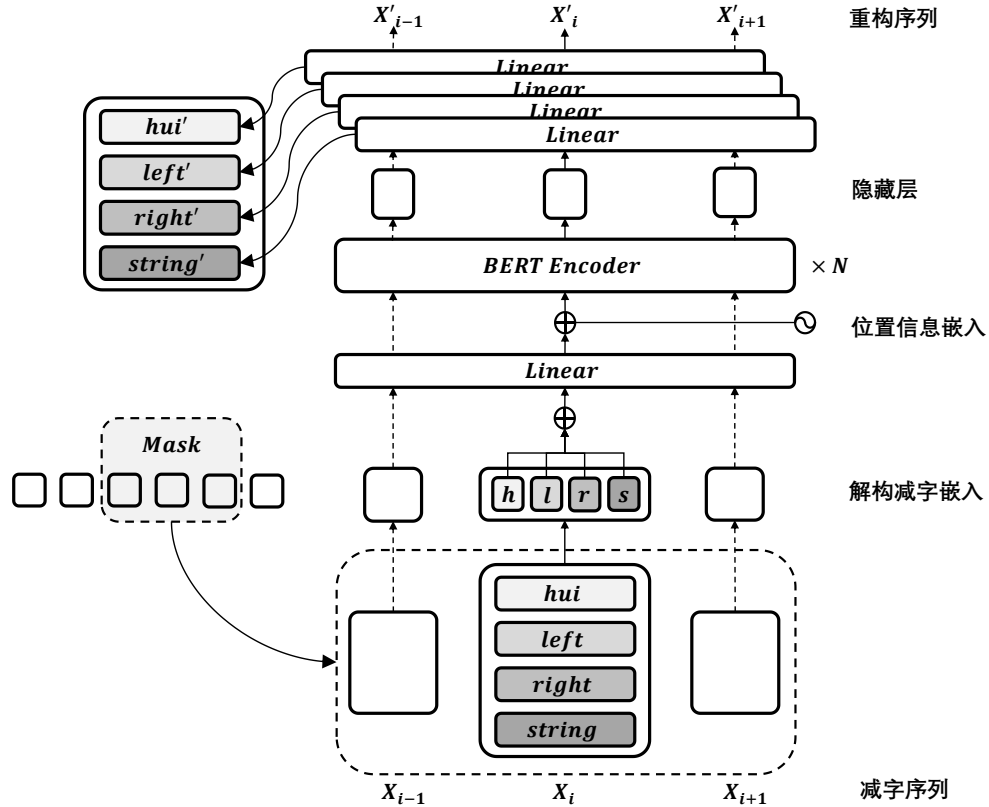 X′i−1 X′i X′i+1 重构序列
Linear
Linear
Linear
Linear
hui′
left′
right′
string′
隐藏层
BERT Encoder × N
位置信息嵌入
Linear
Mask
h l r s 解构减字嵌入
hui
left
right
string
Xi−1 Xi Xi+1 减字序列